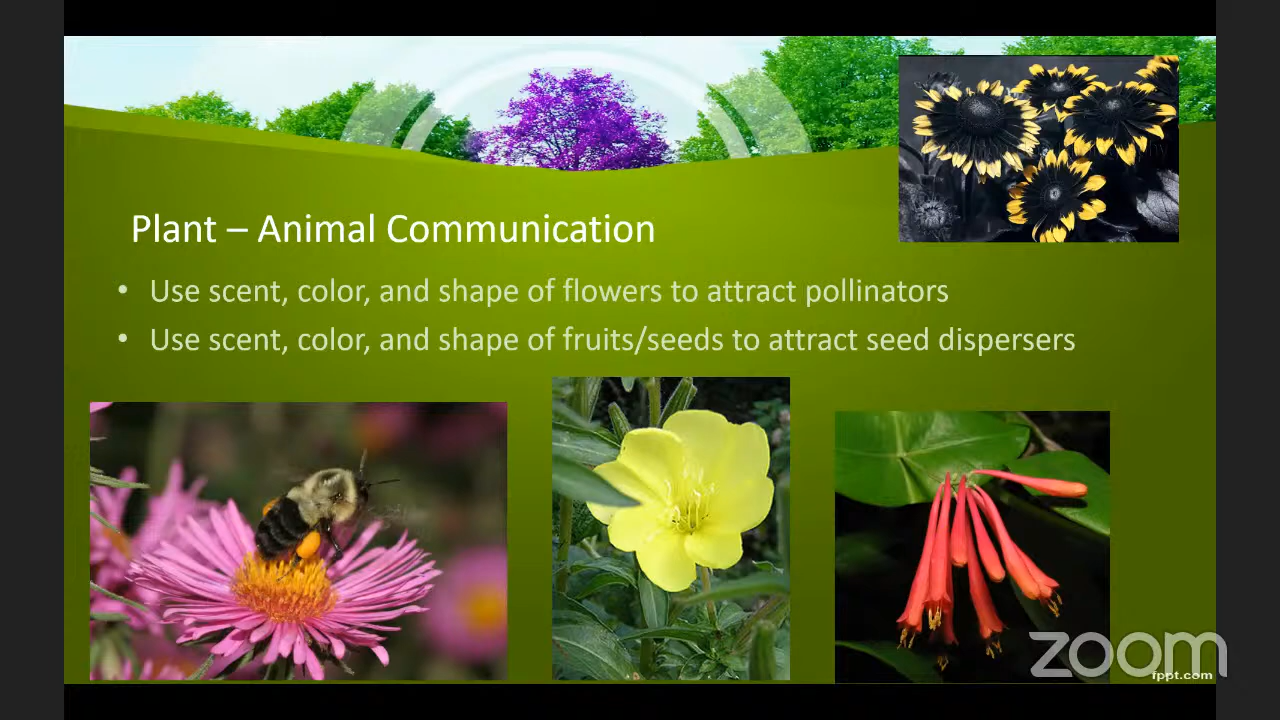 Plant – Animal Communication
• Use scent, color, and shape of flowers to attract pollinators
• Use scent, color, and shape of fruits/seeds to attract seed dispersers
zoom
fppt.com